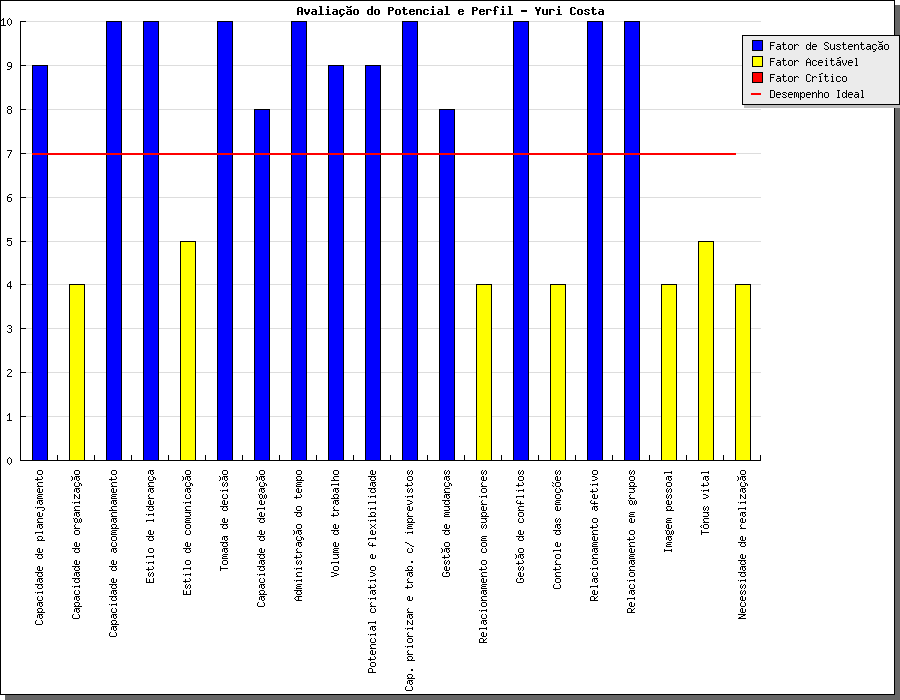 Avaliação do Potencial e Perfil - Yuri Costa
10
9
8
7
6
5
4
3
2
1
0
Fator de Sustentação
Fator Aceitável
Fator Crítico
Desempenho Ideal
Capacidade de planejamento
Capacidade de organização
Capacidade de acompanhamento
Estilo de liderança
Estilo de comunicação
Tomada de decisão
Capacidade de delegação
Administração do tempo
Volume de trabalho
Potencial criativo e flexibilidade
Cap. priorizar e trab. c/ imprevistos
Gestão de mudanças
Relacionamento com superiores
Gestão de conflitos
Controle das emoções
Relacionamento afetivo
Relacionamento em grupos
Imagem pessoal
Tônus vital
Necessidade de realização